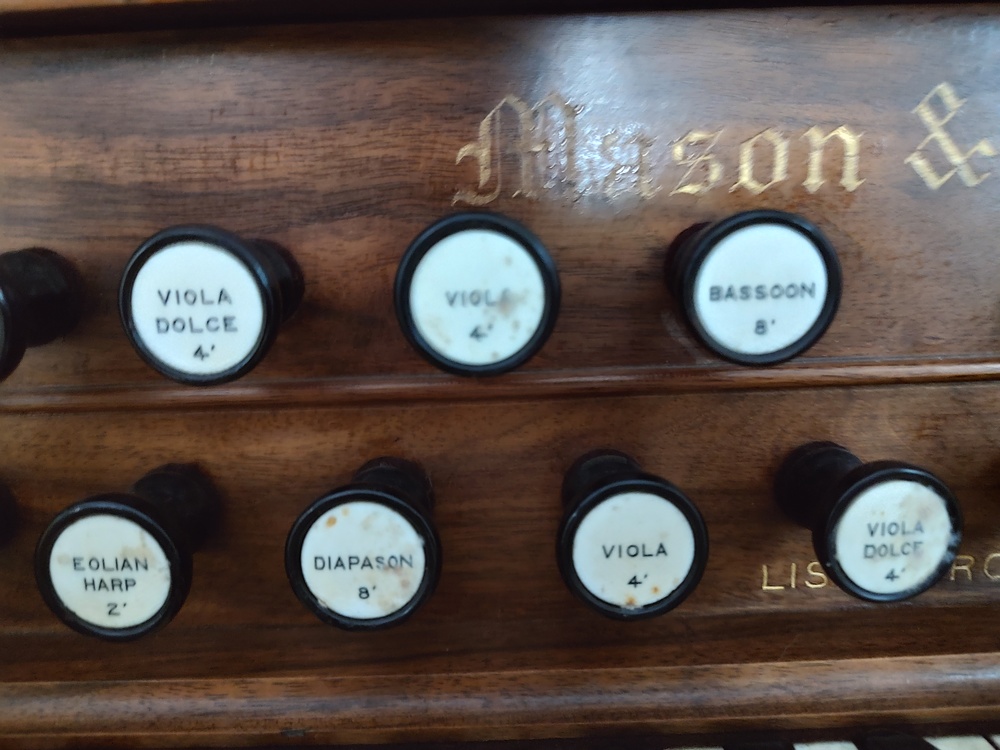 Mason &
VIOLA
DOLCE
4'
VIOLA
4'
BASSOON
8'
EOLIAN
HARP
2'
DIAPASON
8'
VIOLA
4'
VIOLA
DOLCE
4'